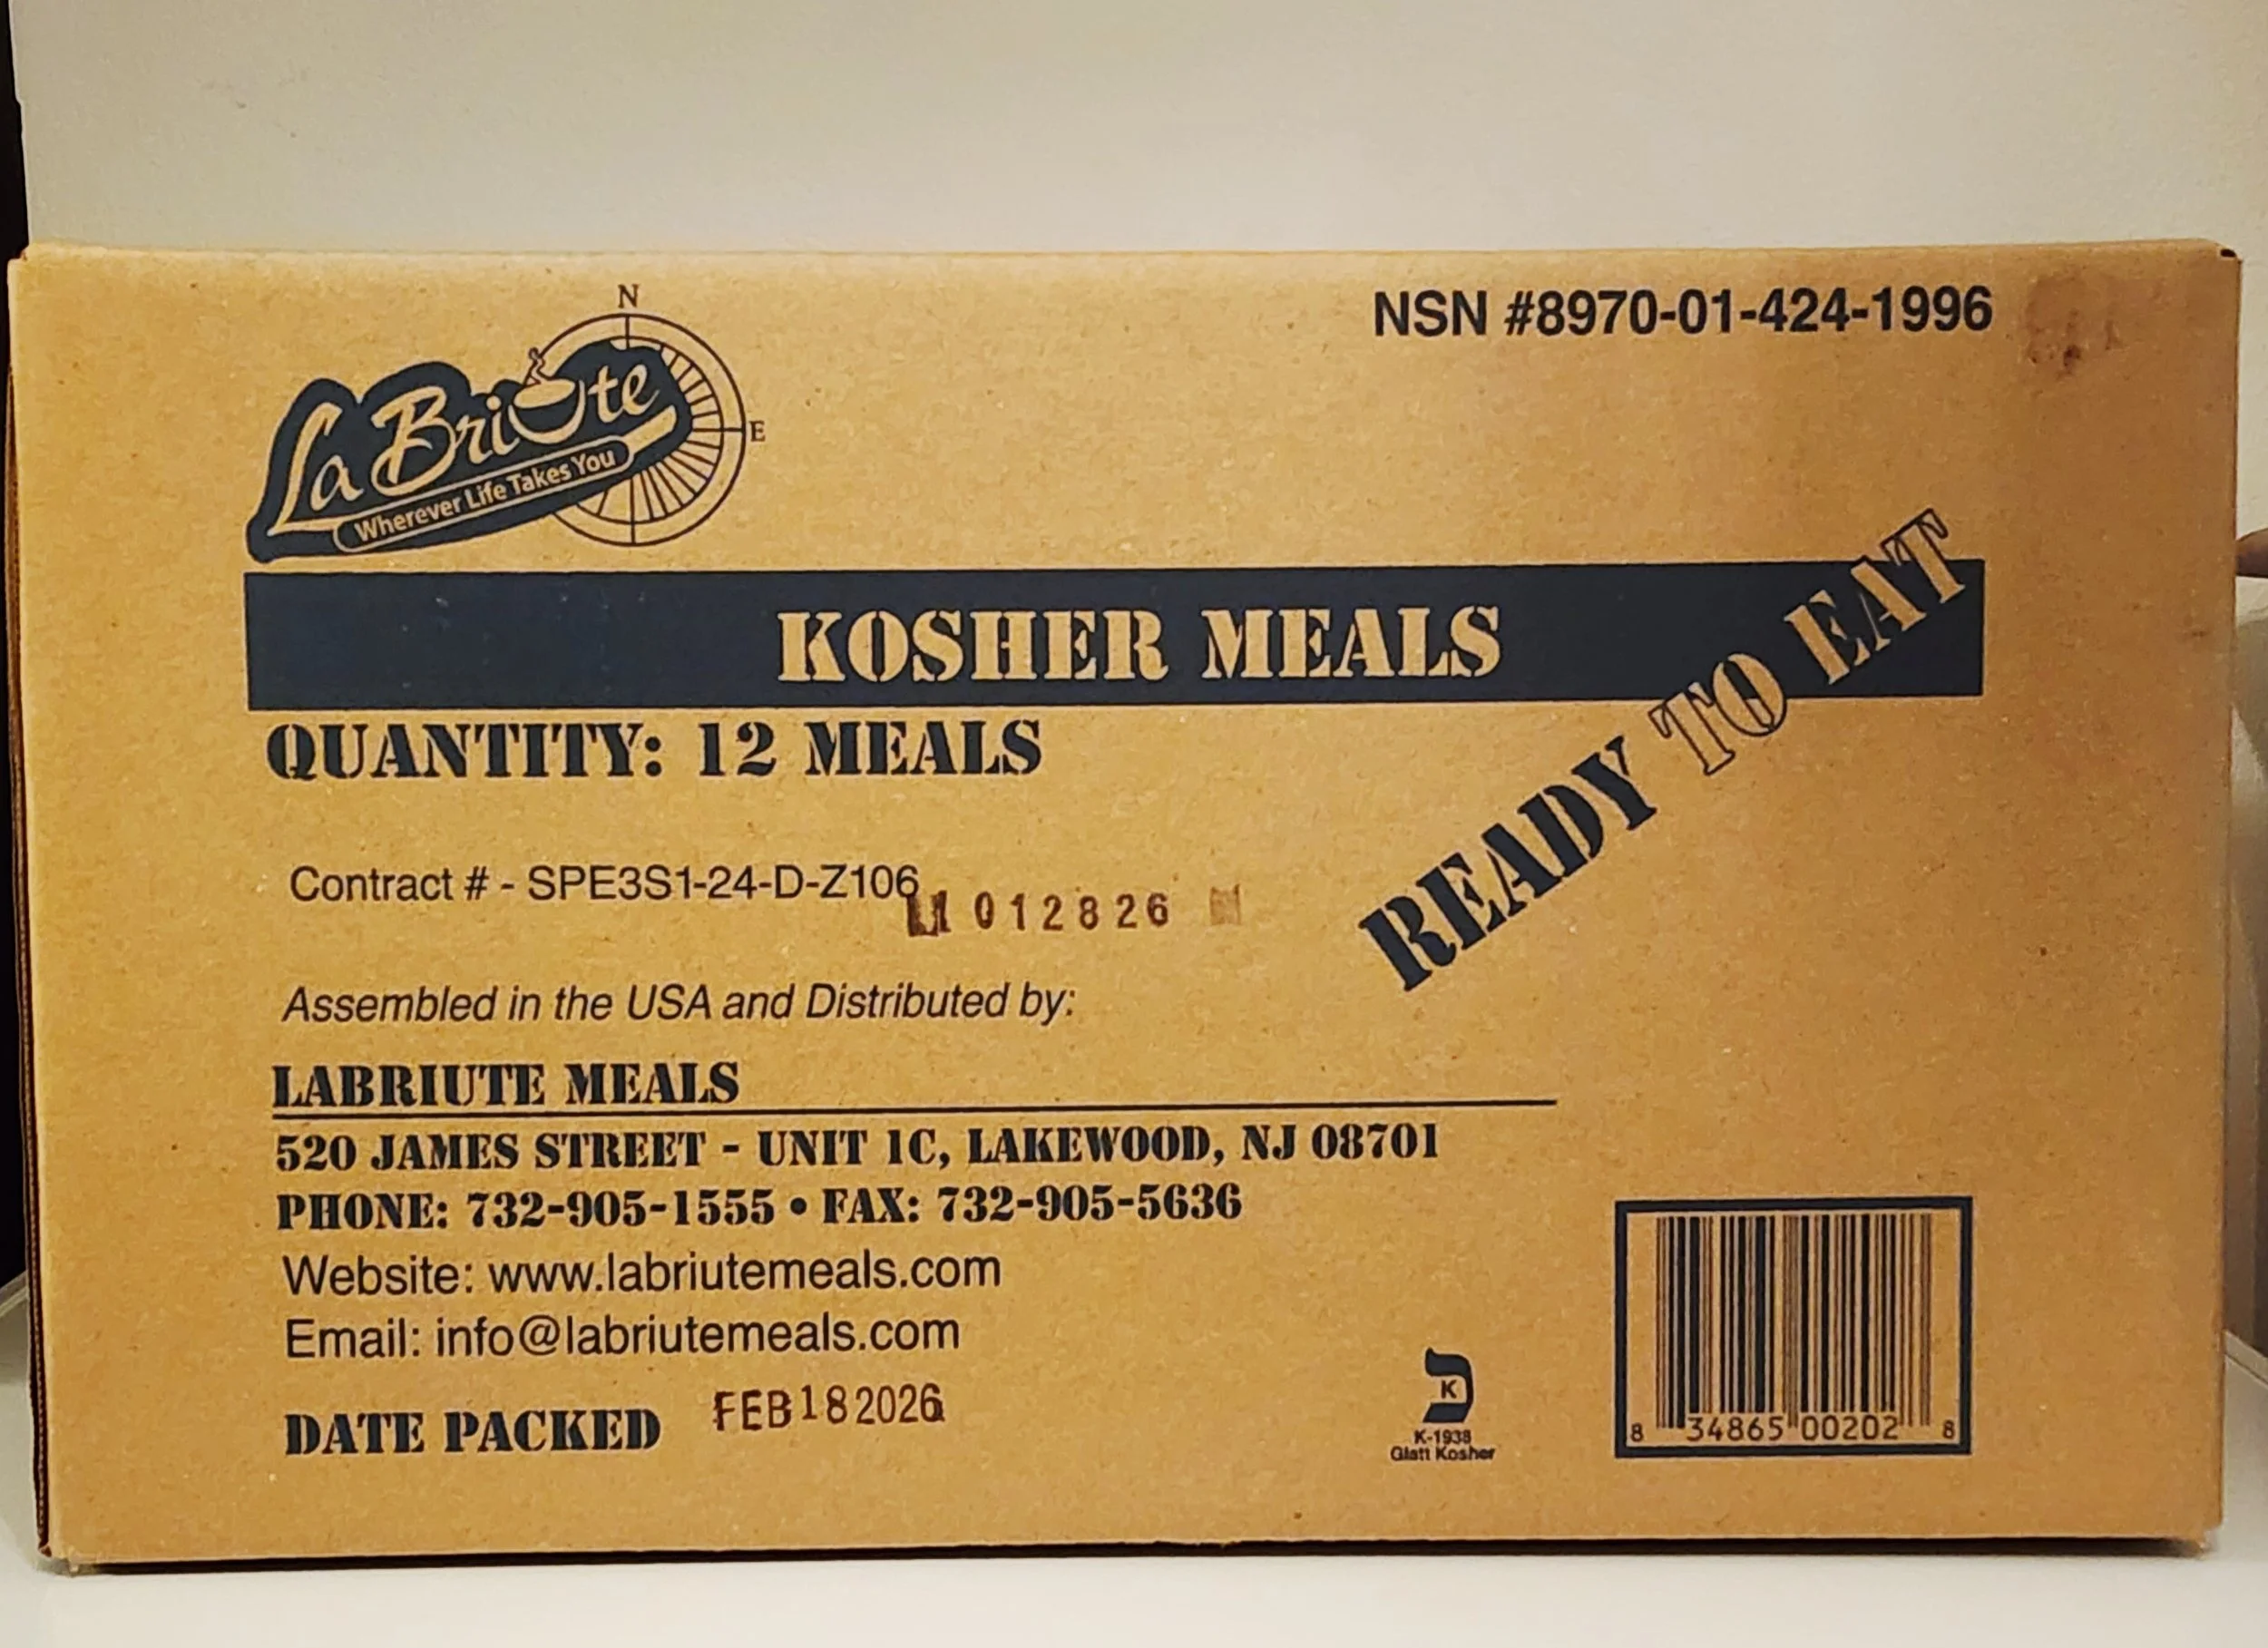 NSN #8970-01-424-1996
N
E
La Briute
Wherever Life Takes You
KOSHER MEALS
READY TO EAT
QUANTITY: 12 MEALS
Contract # - SPE3S1-24-D-Z106
012826
Assembled in the USA and Distributed by:
LABRIUTE MEALS
520 JAMES STREET - UNIT 1C, LAKEWOOD, NJ 08701
PHONE: 732-905-1555 • FAX: 732-905-5636
Website: www.labriutemeals.com
Email: info@labriutemeals.com
DATE PACKED FEB 18 2026
כ
K
K-1938
Glatt Kosher
8 34865 00202 8